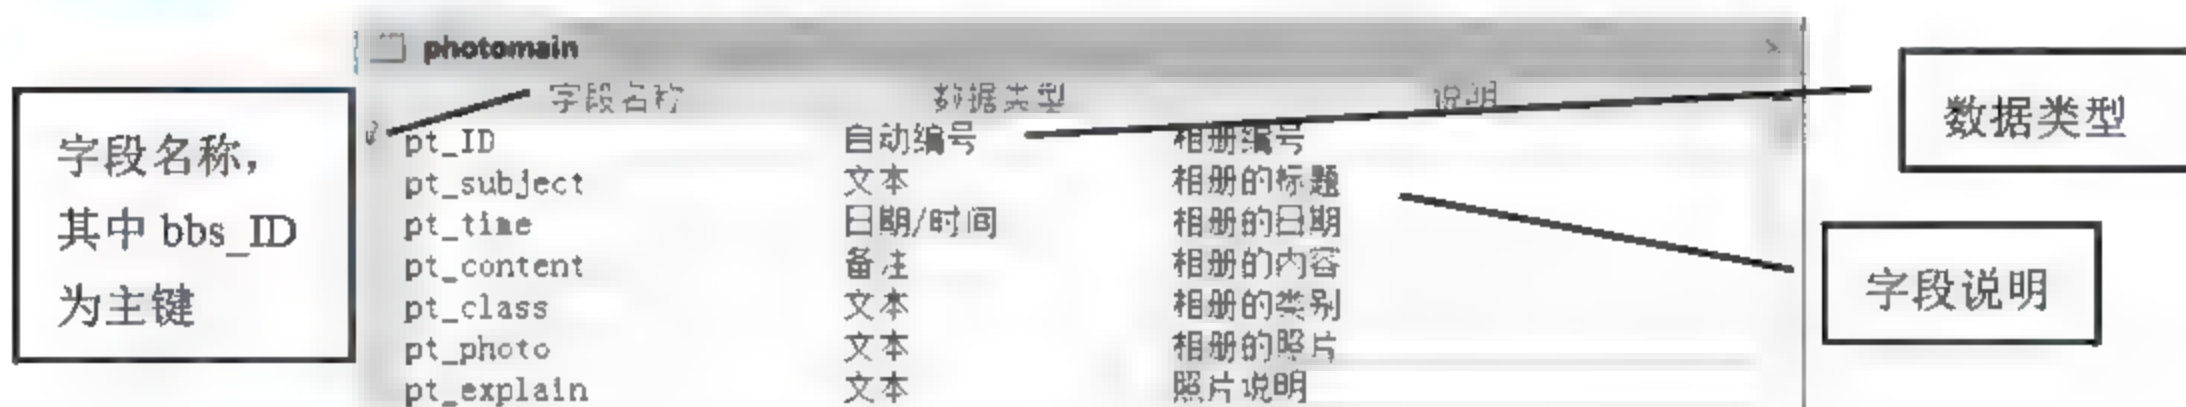 photomain
字段名称 数据类型 说明
pt_ID 自动编号 相册编号
pt_subject 文本 相册的标题
pt_time 日期/时间 相册的日期
pt_content 备注 相册的内容
pt_class 文本 相册的类别
pt_photo 文本 相册的照片
pt_explain 文本 照片说明
字段名称，
其中 bbs_ID
为主键
数据类型
字段说明